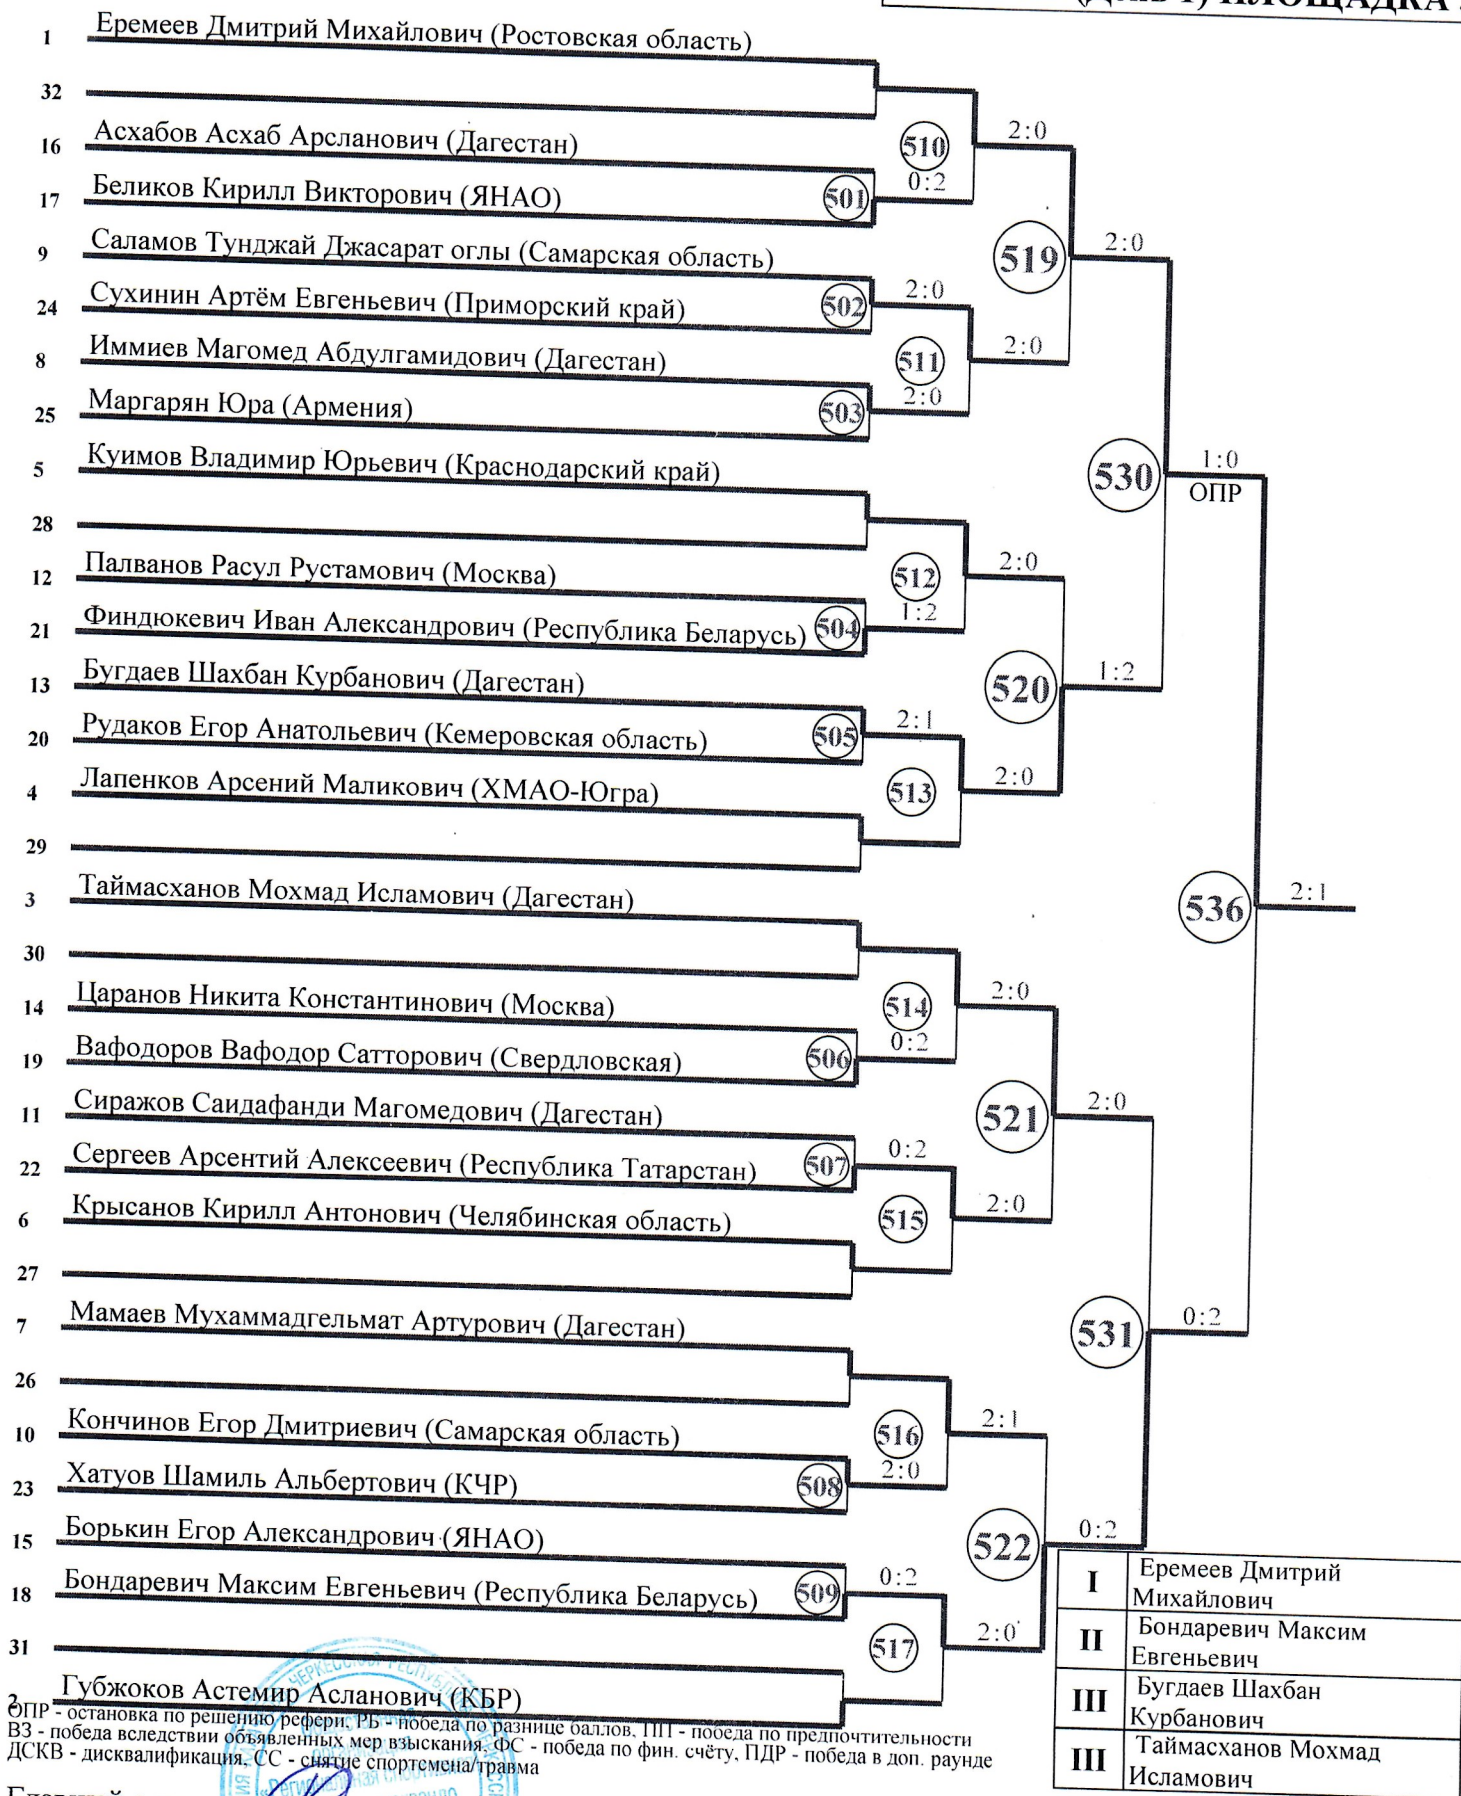 (День 1) ПЛОЩАДКА
1 Еремеев Дмитрий Михайлович (Ростовская область)
32
16 Асхабов Асхаб Арсланович (Дагестан)
510 2:0
17 Беликов Кирилл Викторович (ЯНАО)
501 0:2
519 2:0
9 Саламов Тунджай Джасарат оглы (Самарская область)
24 Сухинин Артём Евгеньевич (Приморский край)
502 2:0
8 Иммиев Магомед Абдулгамидович (Дагестан)
511 2:0
25 Маргарян Юра (Армения)
503 2:0
5 Куимов Владимир Юрьевич (Краснодарский край)
530 1:0
ОПР
28
12 Палванов Расул Рустамович (Москва)
512 2:0
21 Финдюкевич Иван Александрович (Республика Беларусь)
504 1:2
13 Бугдаев Шахбан Курбанович (Дагестан)
520 1:2
20 Рудаков Егор Анатольевич (Кемеровская область)
505 2:1
4 Лапенков Арсений Маликович (ХМАО-Югра)
513 2:0
29
3 Таймасханов Мохмад Исламович (Дагестан)
536 2:1
30
14 Царанов Никита Константинович (Москва)
514 2:0
19 Вафодоров Вафодор Сатторович (Свердловская)
506 0:2
11 Сиражов Саидафанди Магомедович (Дагестан)
521 2:0
22 Сергеев Арсентий Алексеевич (Республика Татарстан)
507 0:2
6 Крысанов Кирилл Антонович (Челябинская область)
515 2:0
27
7 Мамаев Мухаммадгельмат Артурович (Дагестан)
531 0:2
26
10 Кончинов Егор Дмитриевич (Самарская область)
516 2:1
23 Хатуов Шамиль Альбертович (КЧР)
508 2:0
15 Борькин Егор Александрович (ЯНАО)
522 0:2
18 Бондаревич Максим Евгеньевич (Республика Беларусь)
509 0:2
31
517 2:0
2 Губжоков Астемир Асланович (КБР)
I Еремеев Дмитрий
Михайлович
II Бондаревич Максим
Евгеньевич
III Бугдаев Шахбан
Курбанович
III Таймасханов Мохмад
Исламович
ОПР - остановка по решению рефери, РБ - победа по разнице баллов, ПП - победа по предпочтительности
ВЗ - победа вследствии объявленных мер взыскания, ФС - победа по фин. счёту, ПДР - победа в доп. раунде
ДСКВ - дисквалификация, СС - снятие спортсмена/травма